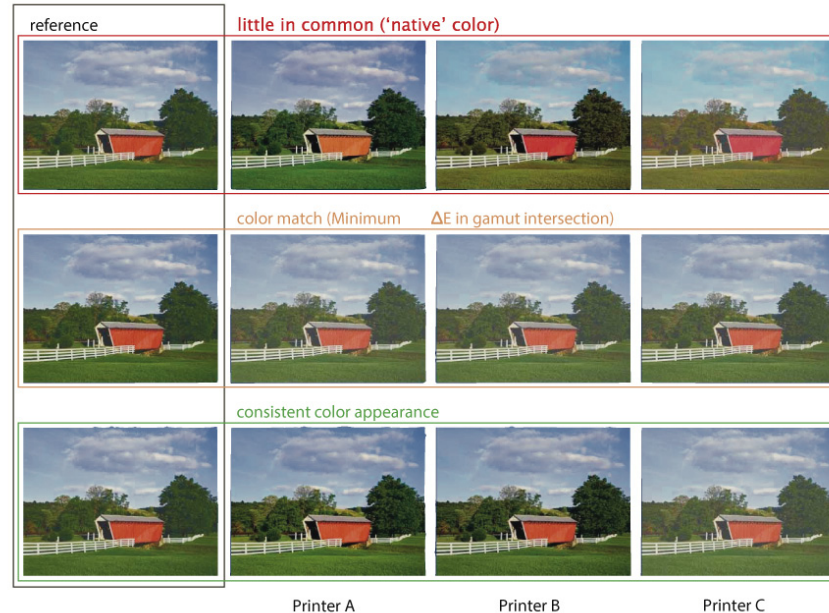 reference
little in common (‘native’ color)
color match (Minimum ΔE in gamut intersection)
consistent color appearance
Printer A Printer B Printer C